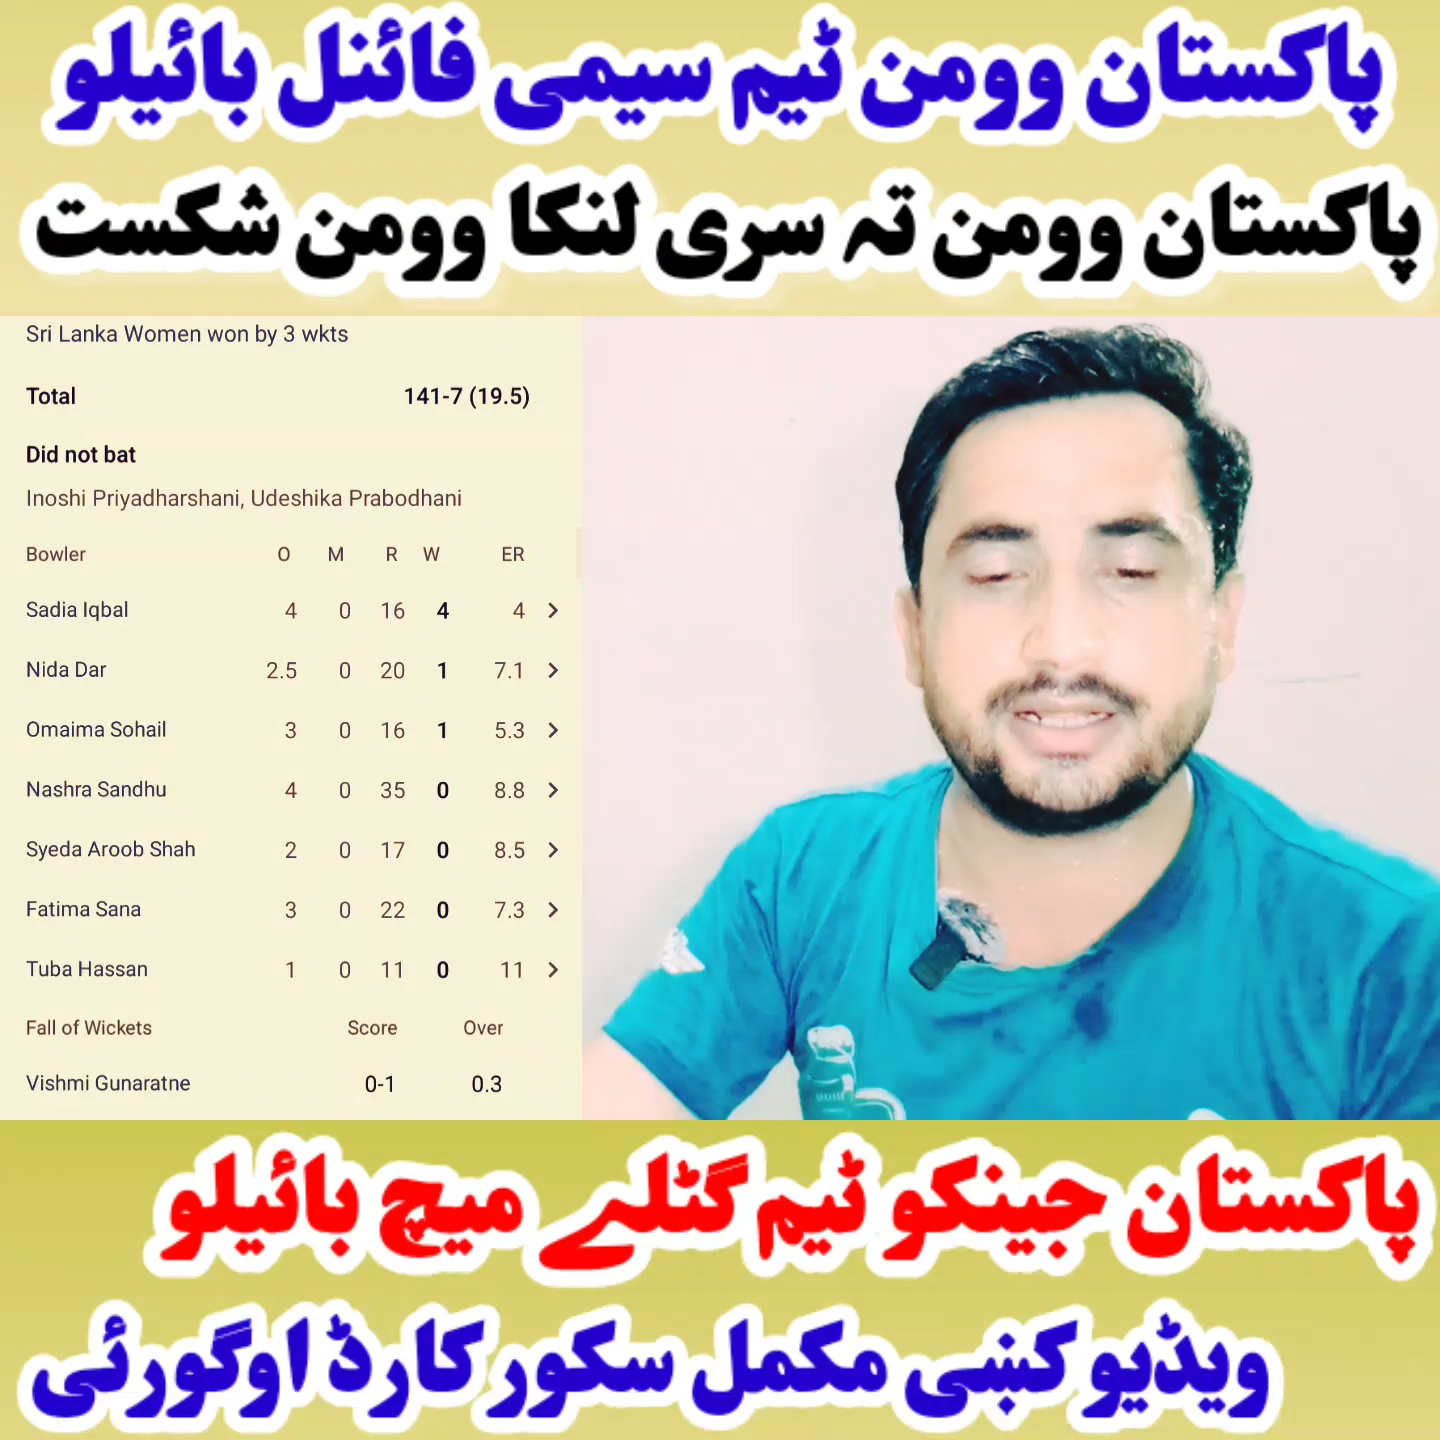 پاکستان وومن ٹیم سیمی فائنل بائیلو
پاکستان وومن تہ سری لنکا وومن شکست
Sri Lanka Women won by 3 wkts
Total 141-7 (19.5)
Did not bat
Inoshi Priyadharshani, Udeshika Prabodhani
Bowler O M R W ER
Sadia Iqbal 4 0 16 4 4
Nida Dar 2.5 0 20 1 7.1
Omaima Sohail 3 0 16 1 5.3
Nashra Sandhu 4 0 35 0 8.8
Syeda Aroob Shah 2 0 17 0 8.5
Fatima Sana 3 0 22 0 7.3
Tuba Hassan 1 0 11 0 11
Fall of Wickets Score Over
Vishmi Gunaratne 0-1 0.3
پاکستان جینکو ٹیم گٹلے میچ بائیلو
ویڈیو کښی مکمل سکور کارڈ اوگورئی